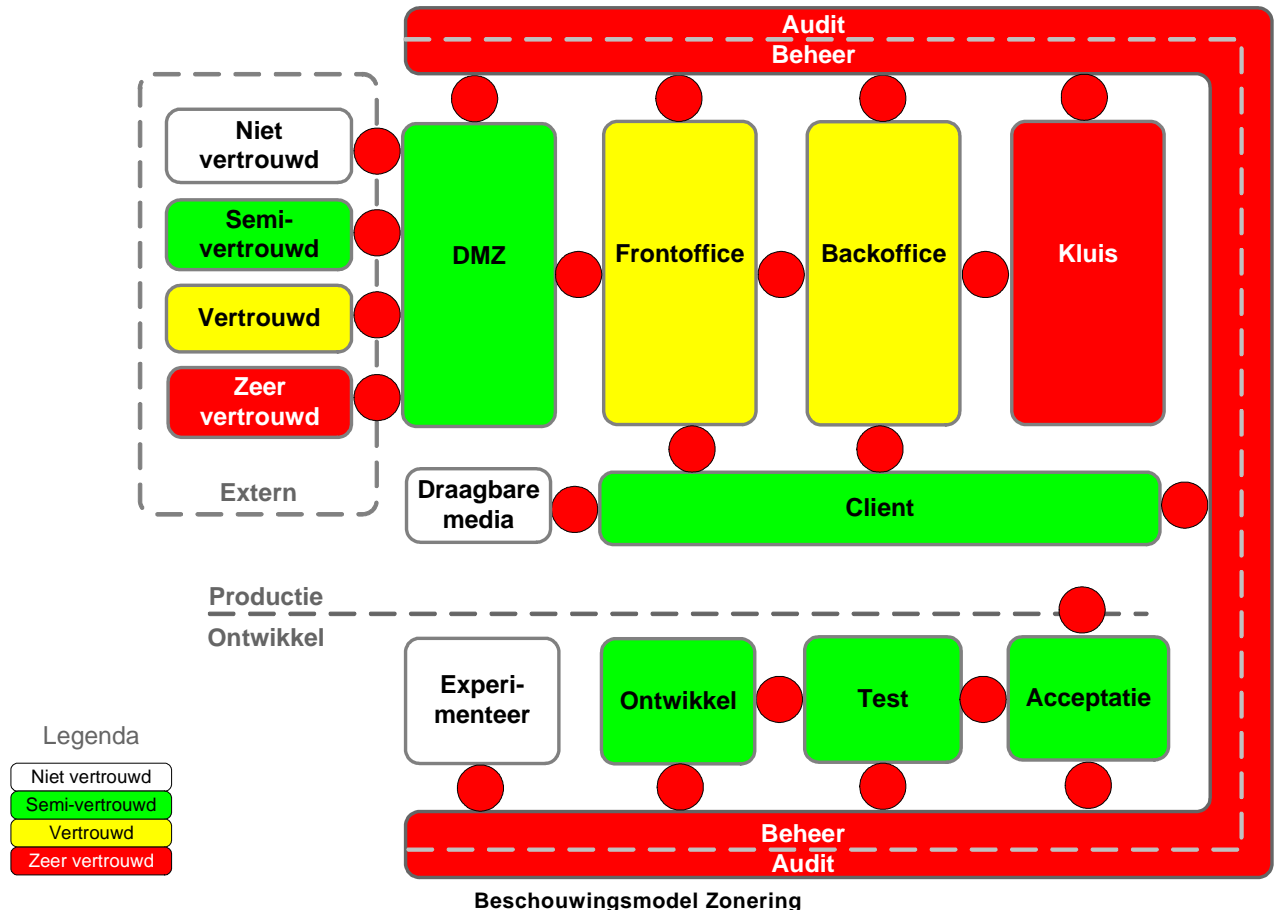 Audit
Beheer
Niet
vertrouwd
Semi-
vertrouwd
Vertrouwd
Zeer
vertrouwd
Extern
DMZ
Frontoffice
Backoffice
Kluis
Draagbare
media
Client
Productie
Ontwikkel
Experi-
menteer
Ontwikkel
Test
Acceptatie
Legenda
Niet vertrouwd
Semi-vertrouwd
Vertrouwd
Zeer vertrouwd
Beheer
Audit
Beschouwingsmodel Zonering